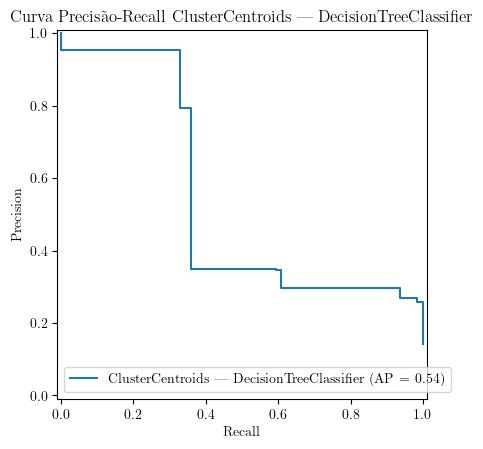 Curva Precisão-Recall ClusterCentroids — DecisionTreeClassifier
1.0
0.8
0.6
0.4
0.2
0.0
Precision
ClusterCentroids — DecisionTreeClassifier (AP = 0.54)
0.0 0.2 0.4 0.6 0.8 1.0
Recall